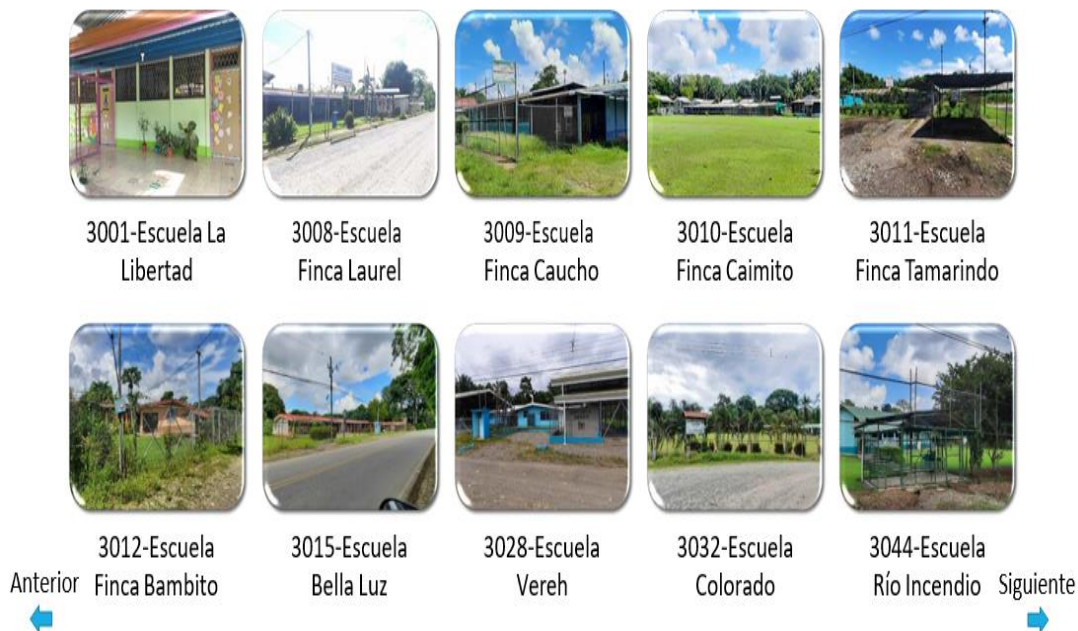 3001-Escuela La
Libertad
3008-Escuela
Finca Laurel
3009-Escuela
Finca Caucho
3010-Escuela
Finca Caimito
3011-Escuela
Finca Tamarindo
3012-Escuela
Finca Bambito
3015-Escuela
Bella Luz
3028-Escuela
Vereh
3032-Escuela
Colorado
3044-Escuela
Río Incendio
Anterior
Siguiente